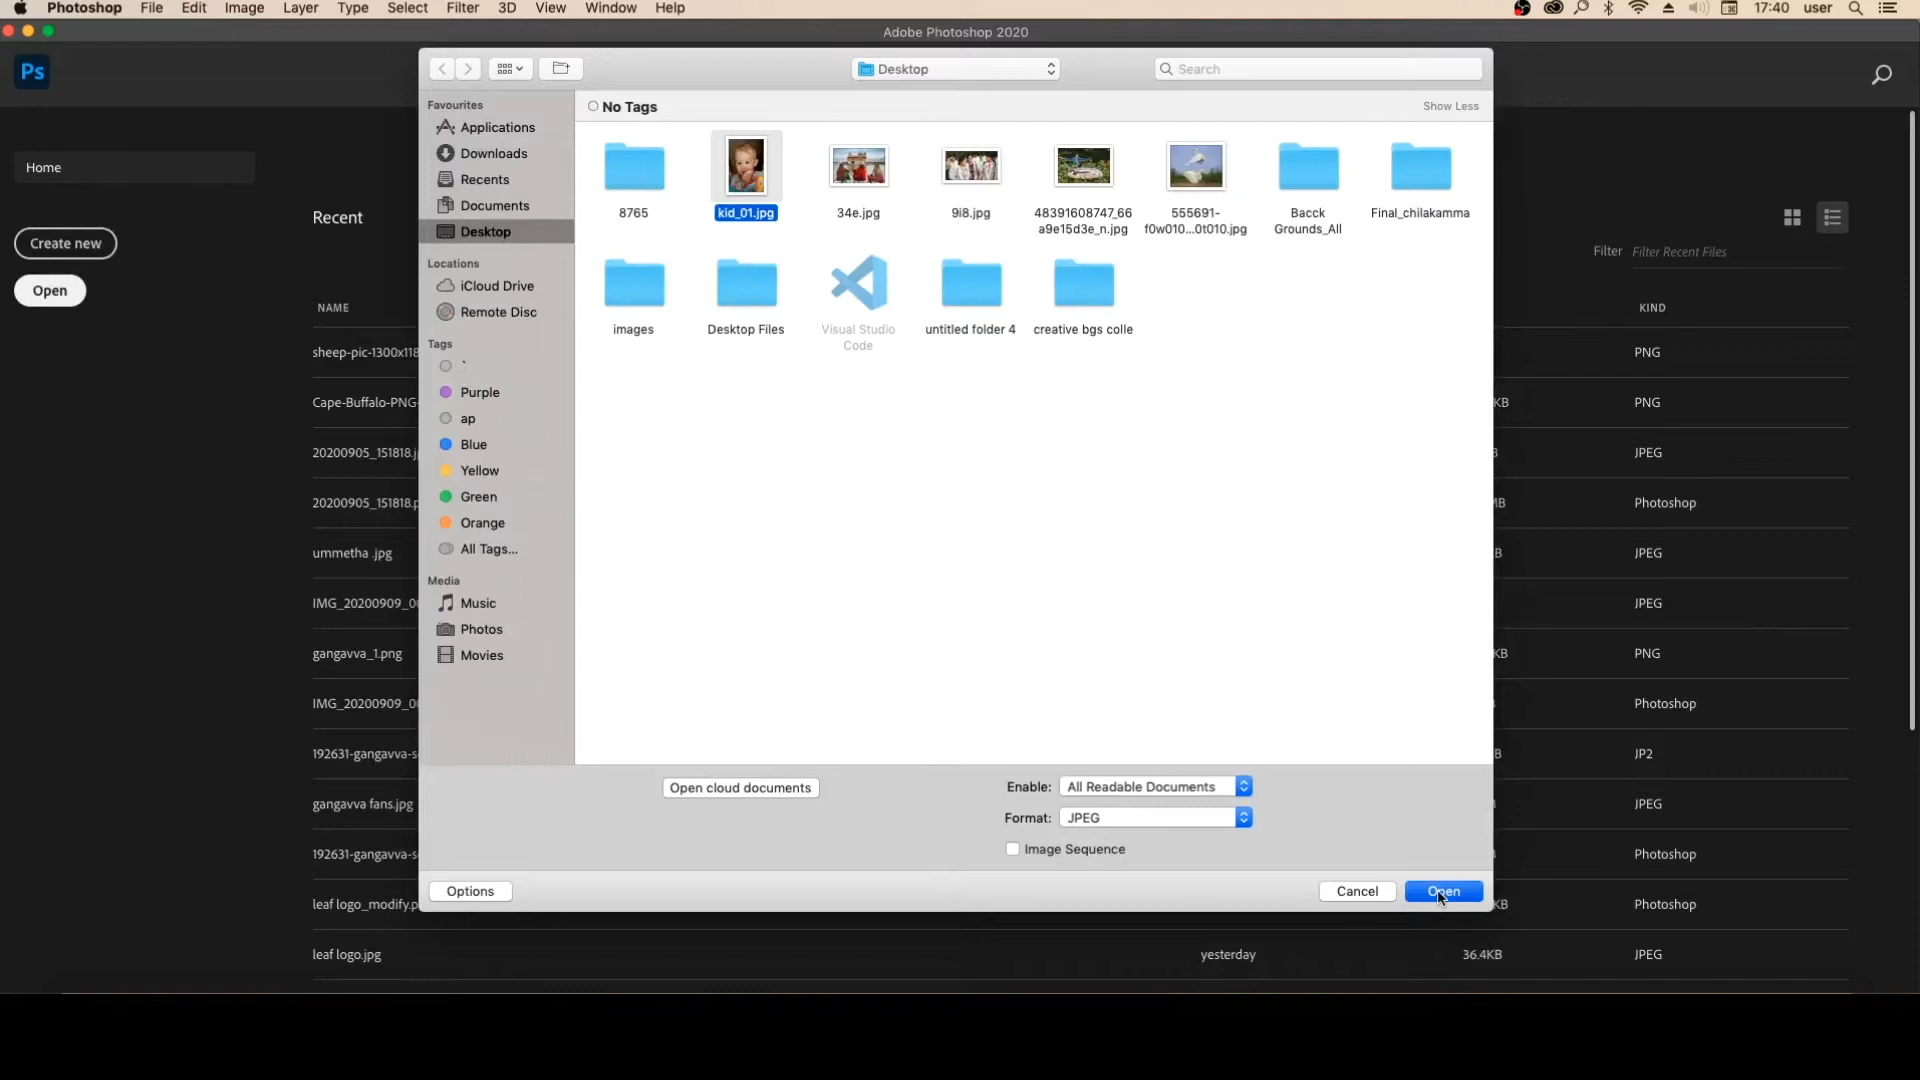 Photoshop File Edit Image Layer Type Select Filter 3D View Window Help 17:40 user
Adobe Photoshop 2020
Ps
Desktop
Search
Favourites
Applications
Downloads
Recents
Documents
Desktop
Locations
iCloud Drive
Remote Disc
Tags
`
Purple
ap
Blue
Yellow
Green
Orange
All Tags...
Media
Music
Photos
Movies
No Tags
Show Less
8765
kid_01.jpg
34e.jpg
9i8.jpg
48391608747_66
a9e15d3e_n.jpg
555691-
f0w010...0t010.jpg
Bacck
Grounds_All
Final_chilakamma
images
Desktop Files
Visual Studio
Code
untitled folder 4
creative bgs colle
Open cloud documents
Enable: All Readable Documents
Format: JPEG
Image Sequence
Options
Cancel
Open
Home
Create new
Open
Recent
Filter Filter Recent Files
NAME KIND
sheep-pic-1300x118 PNG
Cape-Buffalo-PNG- KB PNG
20200905_151818.j B JPEG
20200905_151818.p MB Photoshop
ummetha .jpg B JPEG
IMG_20200909_00 JPEG
gangavva_1.png KB PNG
IMG_20200909_00 Photoshop
192631-gangavva-s B JP2
gangavva fans.jpg JPEG
192631-gangavva-s Photoshop
leaf logo_modify.p KB Photoshop
leaf logo.jpg yesterday 36.4KB JPEG